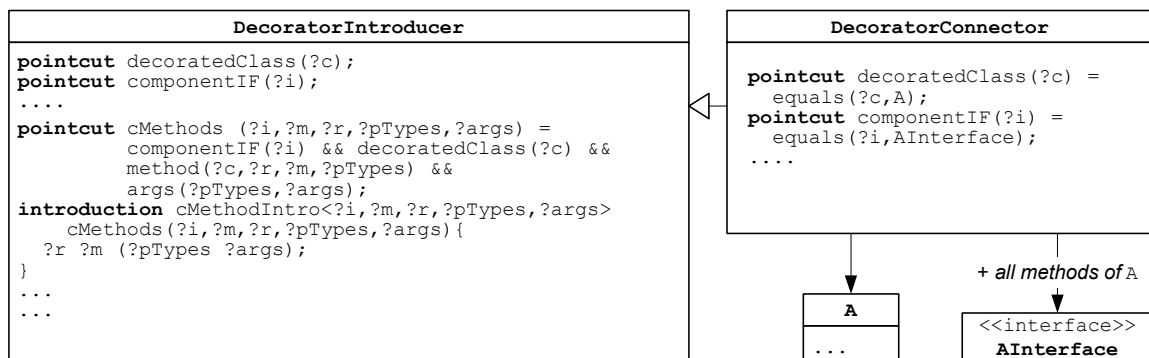 DecoratorIntroducer
pointcut decoratedClass(?c);
pointcut componentIF(?i);
....
pointcut cMethods (?i,?m,?r,?pTypes,?args) =
componentIF(?i) && decoratedClass(?c) &&
method(?c,?r,?m,?pTypes) &&
args(?pTypes,?args);
introduction cMethodIntro<?i,?m,?r,?pTypes,?args>
cMethods(?i,?m,?r,?pTypes,?args){
?r ?m (?pTypes ?args);
}
...
...
DecoratorConnector
pointcut decoratedClass(?c) =
equals(?c,A);
pointcut componentIF(?i) =
equals(?i,AInterface);
....
+ all methods of A
A
...
<<interface>>
AInterface